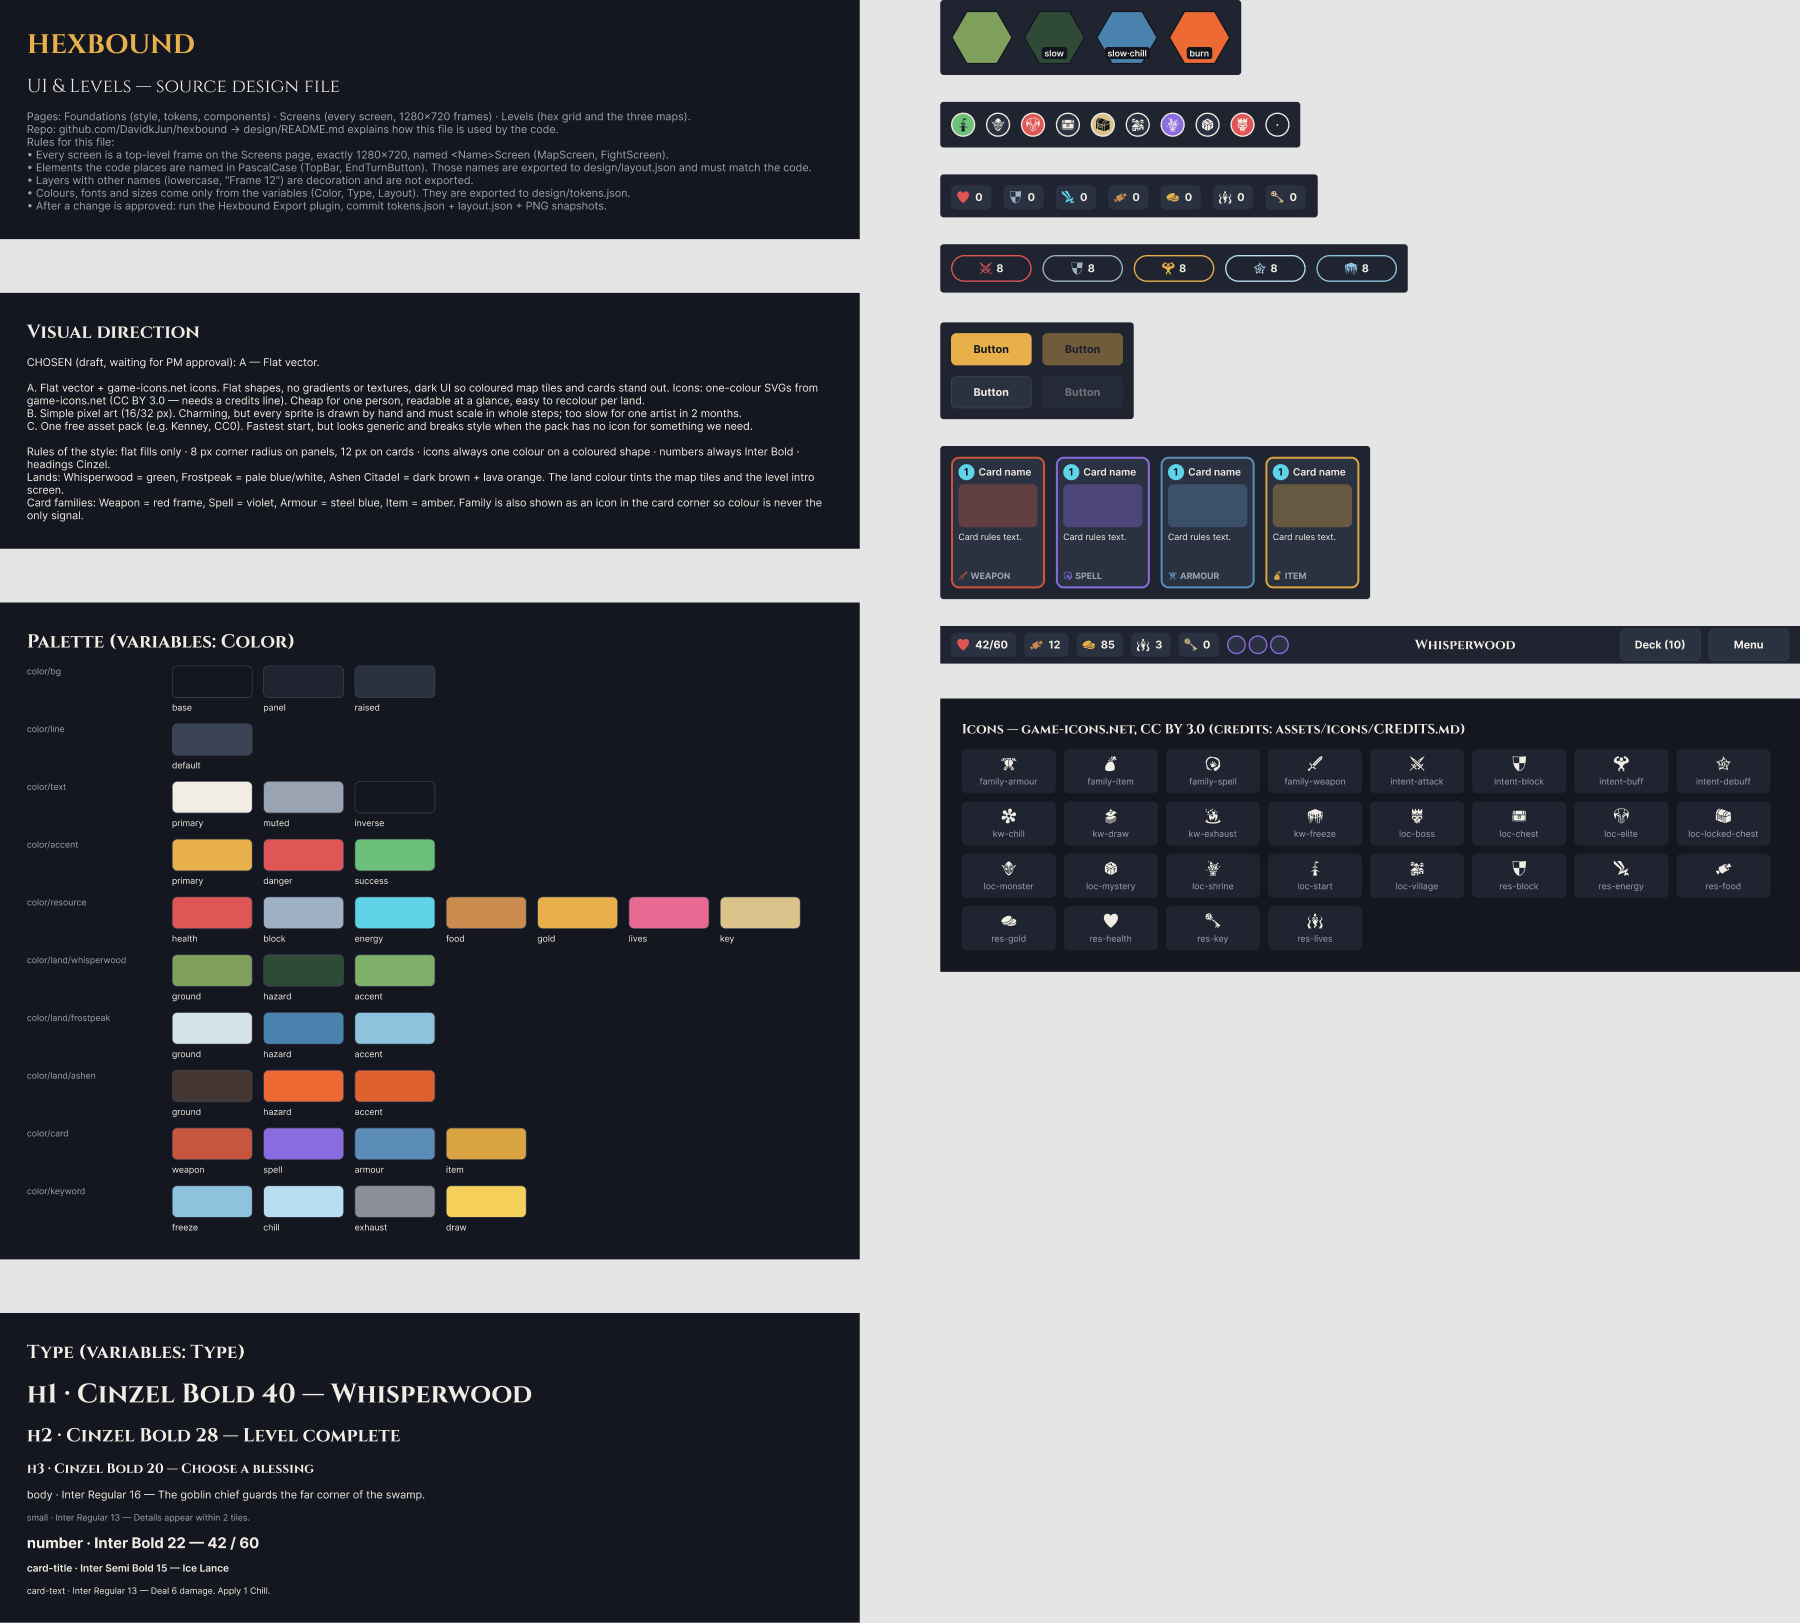 HEXBOUND
UI & Levels — source design file
Pages: Foundations (style, tokens, components) · Screens (every screen, 1280×720 frames) · Levels (hex grid and the three maps).
Repo: github.com/DavidkJun/hexbound → design/README.md explains how this file is used by the code.
Rules for this file:
• Every screen is a top-level frame on the Screens page, exactly 1280×720, named <Name>Screen (MapScreen, FightScreen).
• Elements the code places are named in PascalCase (TopBar, EndTurnButton). Those names are exported to design/layout.json and must match the code.
• Layers with other names (lowercase, "Frame 12") are decoration and are not exported.
• Colours, fonts and sizes come only from the variables (Color, Type, Layout). They are exported to design/tokens.json.
• After a change is approved: run the Hexbound Export plugin, commit tokens.json + layout.json + PNG snapshots.
Visual direction
CHOSEN (draft, waiting for PM approval): A — Flat vector.
A. Flat vector + game-icons.net icons. Flat shapes, no gradients or textures, dark UI so coloured map tiles and cards stand out. Icons: one-colour SVGs from
game-icons.net (CC BY 3.0 — needs a credits line). Cheap for one person, readable at a glance, easy to recolour per land.
B. Simple pixel art (16/32 px). Charming, but every sprite is drawn by hand and must scale in whole steps; too slow for one artist in 2 months.
C. One free asset pack (e.g. Kenney, CC0). Fastest start, but looks generic and breaks style when the pack has no icon for something we need.
Rules of the style: flat fills only · 8 px corner radius on panels, 12 px on cards · icons always one colour on a coloured shape · numbers always Inter Bold ·
headings Cinzel.
Lands: Whisperwood = green, Frostpeak = pale blue/white, Ashen Citadel = dark brown + lava orange. The land colour tints the map tiles and the level intro
screen.
Card families: Weapon = red frame, Spell = violet, Armour = steel blue, Item = amber. Family is also shown as an icon in the card corner so colour is never the
only signal.
Palette (variables: Color)
color/bg
base panel raised
color/line
default
color/text
primary muted inverse
color/accent
primary danger success
color/resource
health block energy food gold lives key
color/land/whisperwood
ground hazard accent
color/land/frostpeak
ground hazard accent
color/land/ashen
ground hazard accent
color/card
weapon spell armour item
color/keyword
freeze chill exhaust draw
Type (variables: Type)
H1 · Cinzel Bold 40 — Whisperwood
H2 · Cinzel Bold 28 — Level complete
H3 · Cinzel Bold 20 — Choose a blessing
body · Inter Regular 16 — The goblin chief guards the far corner of the swamp.
small · Inter Regular 13 — Details appear within 2 tiles.
number · Inter Bold 22 — 42 / 60
card-title · Inter Semi Bold 15 — Ice Lance
card-text · Inter Regular 13 — Deal 6 damage. Apply 1 Chill.
slow slow·chill burn
0 0 0 0 0 0 0
8 8 8 8 8
Button Button
Button Button
1 Card name 1 Card name 1 Card name 1 Card name
Card rules text. Card rules text. Card rules text. Card rules text.
WEAPON SPELL ARMOUR ITEM
42/60 12 85 3 0 Whisperwood Deck (10) Menu
Icons — game-icons.net, CC BY 3.0 (credits: assets/icons/CREDITS.md)
family-armour family-item family-spell family-weapon intent-attack intent-block intent-buff intent-debuff
kw-chill kw-draw kw-exhaust kw-freeze loc-boss loc-chest loc-elite loc-locked-chest
loc-monster loc-mystery loc-shrine loc-start loc-village res-block res-energy res-food
res-gold res-health res-key res-lives